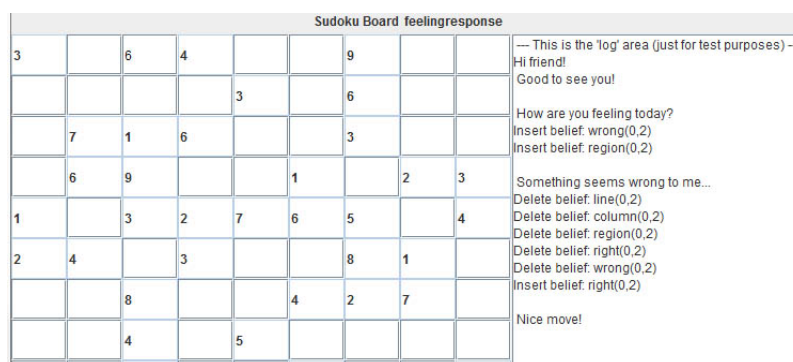 Sudoku Board feelingresponse
3 6 4 9
3 6
7 1 6 3
6 9 1 2 3
1 3 2 7 6 5 4
2 4 3 8 1
8 4 2 7
4 5
--- This is the 'log' area (just for test purposes) -
Hi friend!
Good to see you!
How are you feeling today?
Insert belief: wrong(0,2)
Insert belief: region(0,2)
Something seems wrong to me...
Delete belief: line(0,2)
Delete belief: column(0,2)
Delete belief: region(0,2)
Delete belief: right(0,2)
Delete belief: wrong(0,2)
Insert belief: right(0,2)
Nice move!